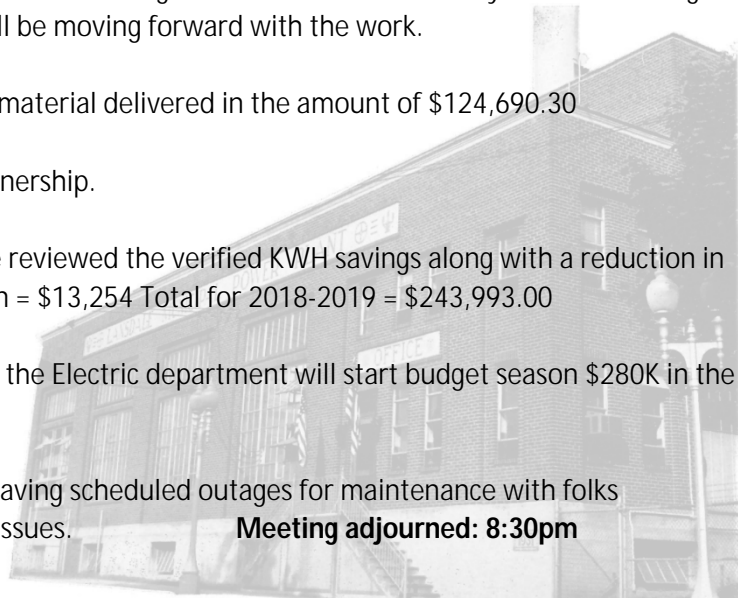 ll be moving forward with the work.
material delivered in the amount of $124,690.30
nership.
e reviewed the verified KWH savings along with a reduction in
n = $13,254 Total for 2018-2019 = $243,993.00
the Electric department will start budget season $280K in the
aving scheduled outages for maintenance with folks
ssues. Meeting adjourned: 8:30pm
LANSDALE POWER PLANT
OFFICE